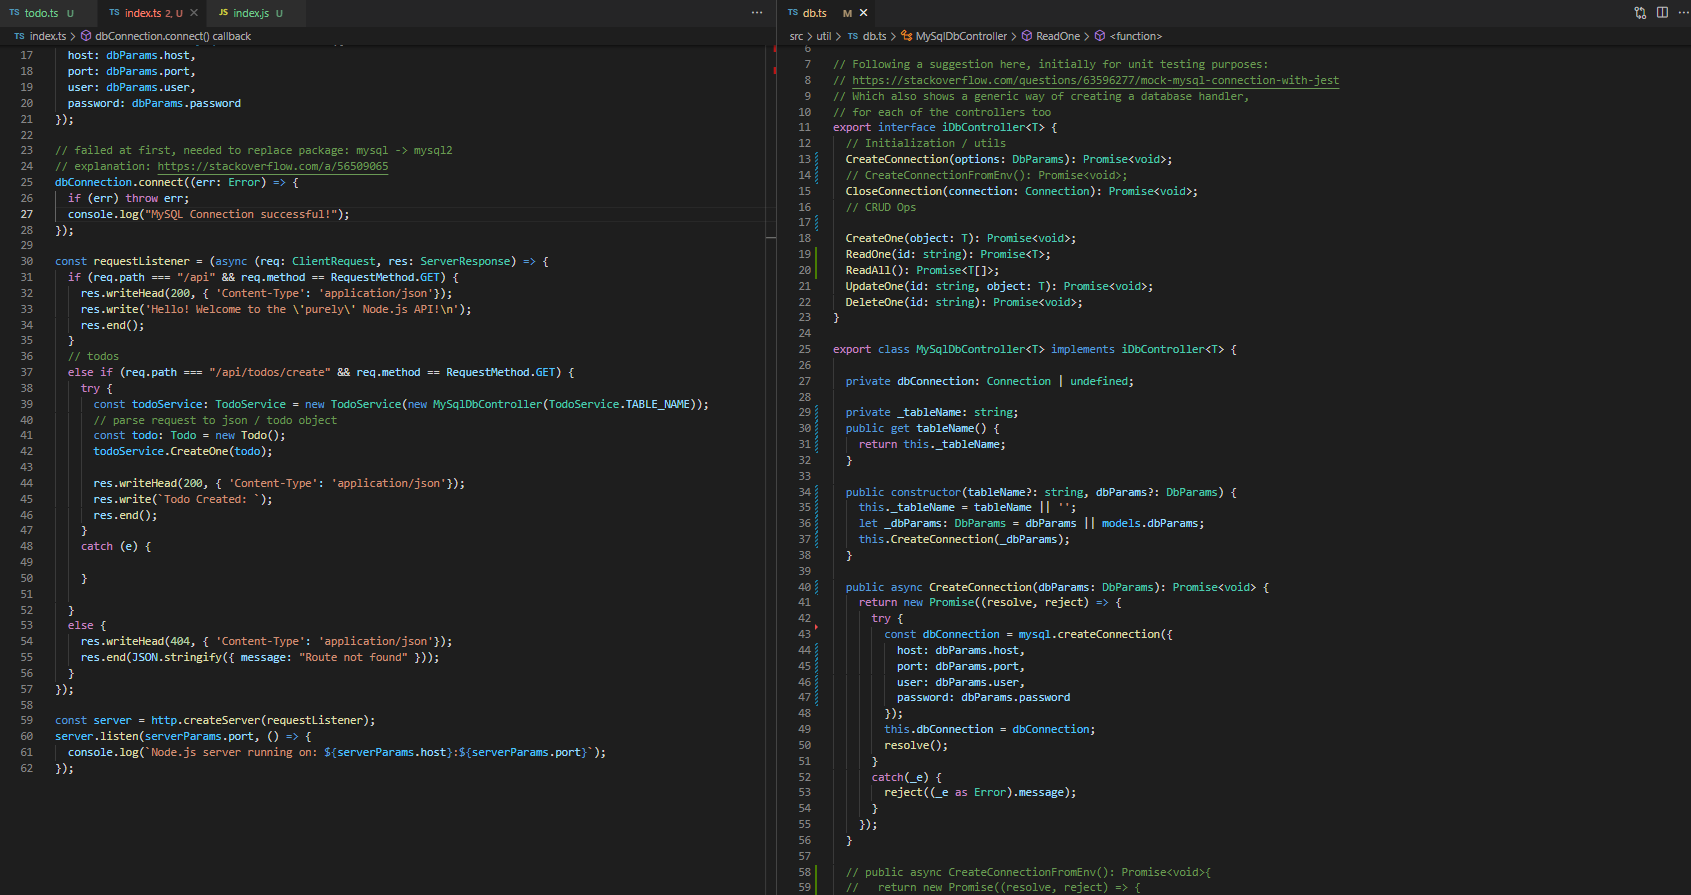 TS todo.ts U TS index.ts 2, U JS index.js U ...
TS index.ts > dbConnection.connect() callback
17 host: dbParams.host,
18 port: dbParams.port,
19 user: dbParams.user,
20 password: dbParams.password
21 });
22
23 // failed at first, needed to replace package: mysql -> mysql2
24 // explanation: https://stackoverflow.com/a/56509065
25 dbConnection.connect((err: Error) => {
26 if (err) throw err;
27 console.log("MySQL Connection successful!");
28 });
29
30 const requestListener = (async (req: ClientRequest, res: ServerResponse) => {
31 if (req.path === "/api" && req.method == RequestMethod.GET) {
32 res.writeHead(200, { 'Content-Type': 'application/json'});
33 res.write('Hello! Welcome to the \'purely\' Node.js API!\n');
34 res.end();
35 }
36 // todos
37 else if (req.path === "/api/todos/create" && req.method == RequestMethod.GET) {
38 try {
39 const todoService: TodoService = new TodoService(new MySqlDbController(TodoService.TABLE_NAME));
40 // parse request to json / todo object
41 const todo: Todo = new Todo();
42 todoService.CreateOne(todo);
43
44 res.writeHead(200, { 'Content-Type': 'application/json'});
45 res.write(`Todo Created: `);
46 res.end();
47 }
48 catch (e) {
49
50 }
51
52 }
53 else {
54 res.writeHead(404, { 'Content-Type': 'application/json'});
55 res.end(JSON.stringify({ message: "Route not found" }));
56 }
57 });
58
59 const server = http.createServer(requestListener);
60 server.listen(serverParams.port, () => {
61 console.log(`Node.js server running on: ${serverParams.host}:${serverParams.port}`);
62 });
TS db.ts M ...
src > util > TS db.ts > MySqlDbController > ReadOne > <function>
6
7 // Following a suggestion here, initially for unit testing purposes:
8 // https://stackoverflow.com/questions/63596277/mock-mysql-connection-with-jest
9 // Which also shows a generic way of creating a database handler,
10 // for each of the controllers too
11 export interface iDbController<T> {
12 // Initialization / utils
13 CreateConnection(options: DbParams): Promise<void>;
14 // CreateConnectionFromEnv(): Promise<void>;
15 CloseConnection(connection: Connection): Promise<void>;
16 // CRUD Ops
17
18 CreateOne(object: T): Promise<void>;
19 ReadOne(id: string): Promise<T>;
20 ReadAll(): Promise<T[]>;
21 UpdateOne(id: string, object: T): Promise<void>;
22 DeleteOne(id: string): Promise<void>;
23 }
24
25 export class MySqlDbController<T> implements iDbController<T> {
26
27 private dbConnection: Connection | undefined;
28
29 private _tableName: string;
30 public get tableName() {
31 return this._tableName;
32 }
33
34 public constructor(tableName?: string, dbParams?: DbParams) {
35 this._tableName = tableName || '';
36 let _dbParams: DbParams = dbParams || models.dbParams;
37 this.CreateConnection(_dbParams);
38 }
39
40 public async CreateConnection(dbParams: DbParams): Promise<void> {
41 return new Promise((resolve, reject) => {
42 try {
43 const dbConnection = mysql.createConnection({
44 host: dbParams.host,
45 port: dbParams.port,
46 user: dbParams.user,
47 password: dbParams.password
48 });
49 this.dbConnection = dbConnection;
50 resolve();
51 }
52 catch(_e) {
53 reject((_e as Error).message);
54 }
55 });
56 }
57
58 // public async CreateConnectionFromEnv(): Promise<void>{
59 // return new Promise((resolve, reject) => {